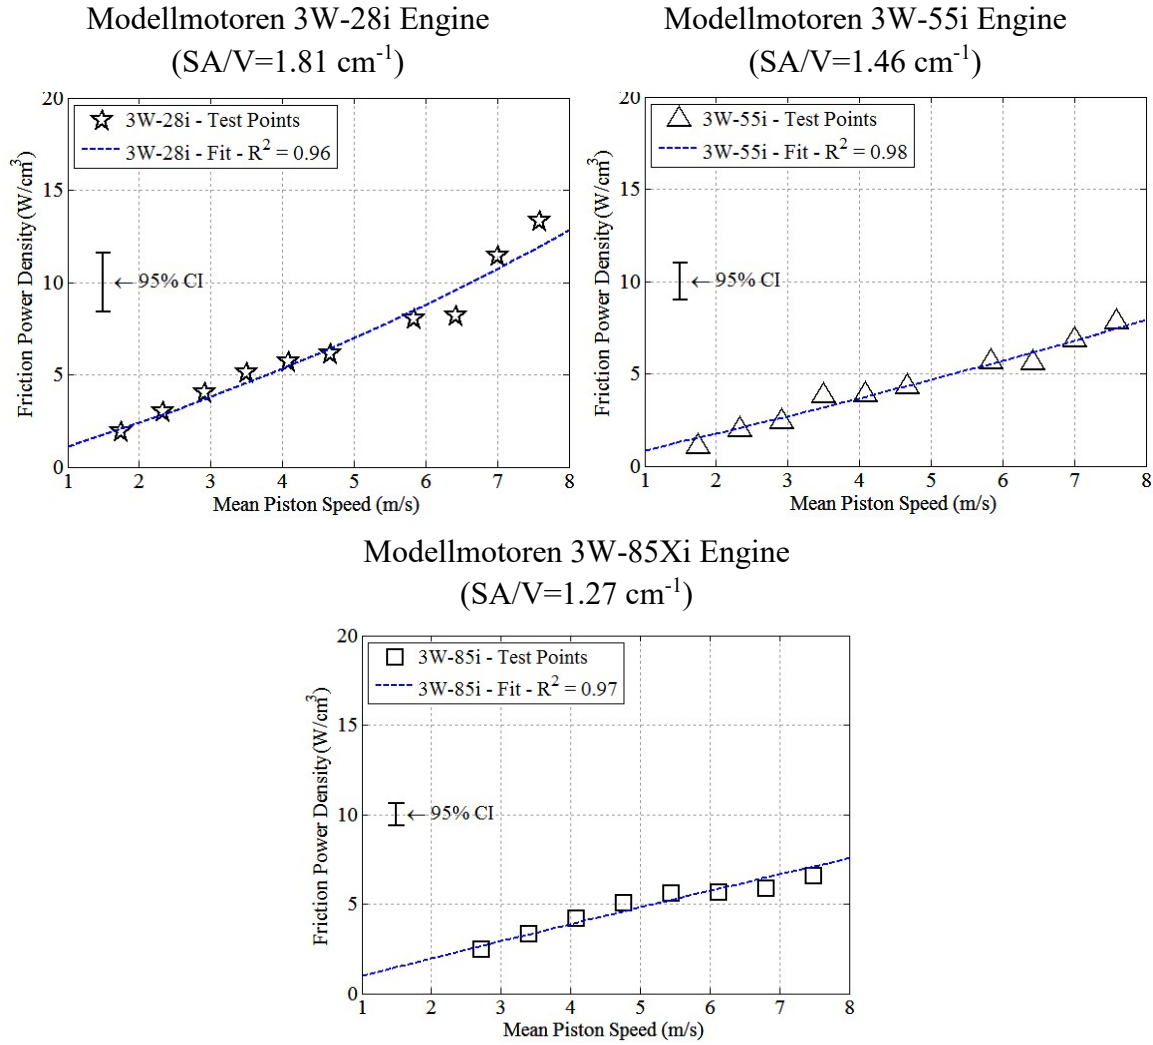 Modellmotoren 3W-28i Engine
(SA/V=1.81 cm⁻¹)
20
15
10
5
0
Friction Power Density (W/cm³)
3W-28i - Test Points
3W-28i - Fit - R² = 0.96
← 95% CI
1 2 3 4 5 6 7 8
Mean Piston Speed (m/s)
Modellmotoren 3W-55i Engine
(SA/V=1.46 cm⁻¹)
20
15
10
5
0
Friction Power Density (W/cm³)
3W-55i - Test Points
3W-55i - Fit - R² = 0.98
← 95% CI
1 2 3 4 5 6 7 8
Mean Piston Speed (m/s)
Modellmotoren 3W-85Xi Engine
(SA/V=1.27 cm⁻¹)
20
15
10
5
0
Friction Power Density (W/cm³)
3W-85i - Test Points
3W-85i - Fit - R² = 0.97
← 95% CI
1 2 3 4 5 6 7 8
Mean Piston Speed (m/s)